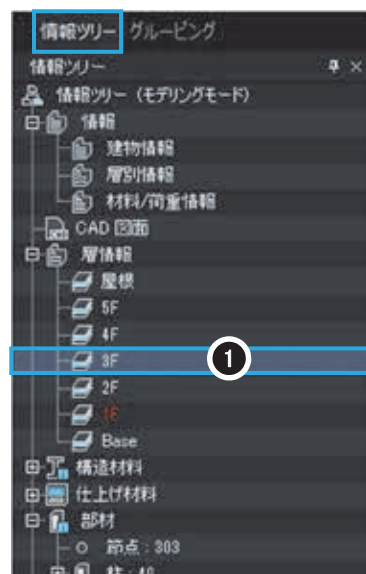 情報ツリー グルーピング
情報ツリー
情報ツリー (モデリングモード)
情報
建物情報
層別情報
材料/荷重情報
CAD 図面
層情報
屋根
5F
4F
3F 1
2F
1F
Base
構造材料
仕上げ材料
部材
節点 : 303
柱 : 40